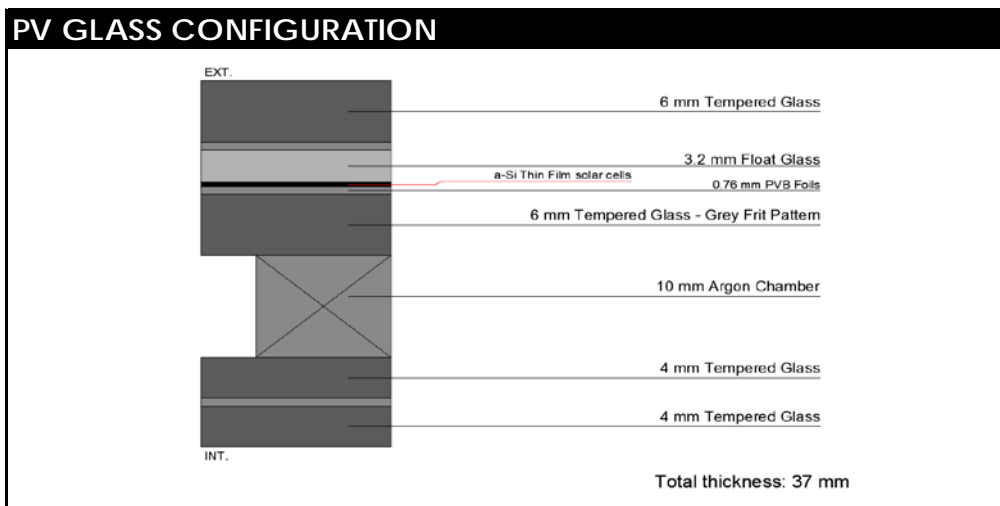 PV GLASS CONFIGURATION
EXT.
6 mm Tempered Glass
3.2 mm Float Glass
a-Si Thin Film solar cells
0.76 mm PVB Foils
6 mm Tempered Glass - Grey Frit Pattern
10 mm Argon Chamber
4 mm Tempered Glass
4 mm Tempered Glass
INT.
Total thickness: 37 mm